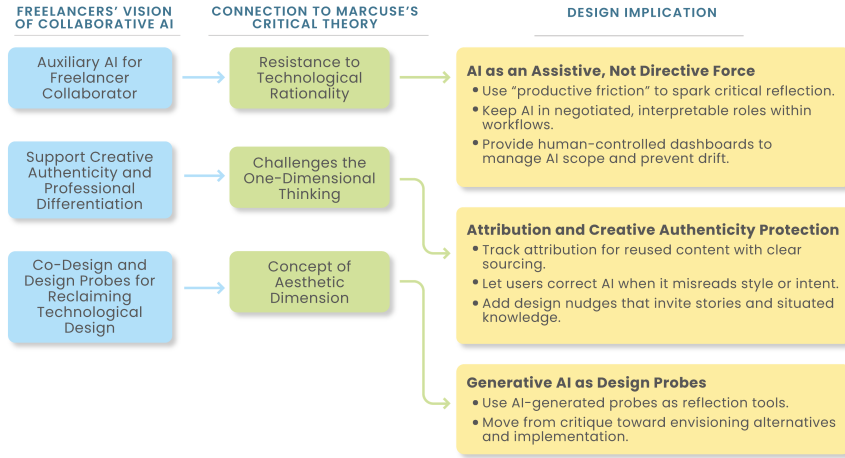 FREELANCERS' VISION
OF COLLABORATIVE AI
CONNECTION TO MARCUSE'S
CRITICAL THEORY
DESIGN IMPLICATION
Auxiliary AI for
Freelancer
Collaborator
Resistance to
Technological
Rationality
AI as an Assistive, Not Directive Force
• Use “productive friction” to spark critical reflection.
• Keep AI in negotiated, interpretable roles within
workflows.
• Provide human-controlled dashboards to
manage AI scope and prevent drift.
Support Creative
Authenticity and
Professional
Differentiation
Challenges the
One-Dimensional
Thinking
Attribution and Creative Authenticity Protection
• Track attribution for reused content with clear
sourcing.
• Let users correct AI when it misreads style or intent.
• Add design nudges that invite stories and situated
knowledge.
Co-Design and
Design Probes for
Reclaiming
Technological
Design
Concept of
Aesthetic
Dimension
Generative AI as Design Probes
• Use AI-generated probes as reflection tools.
• Move from critique toward envisioning alternatives
and implementation.